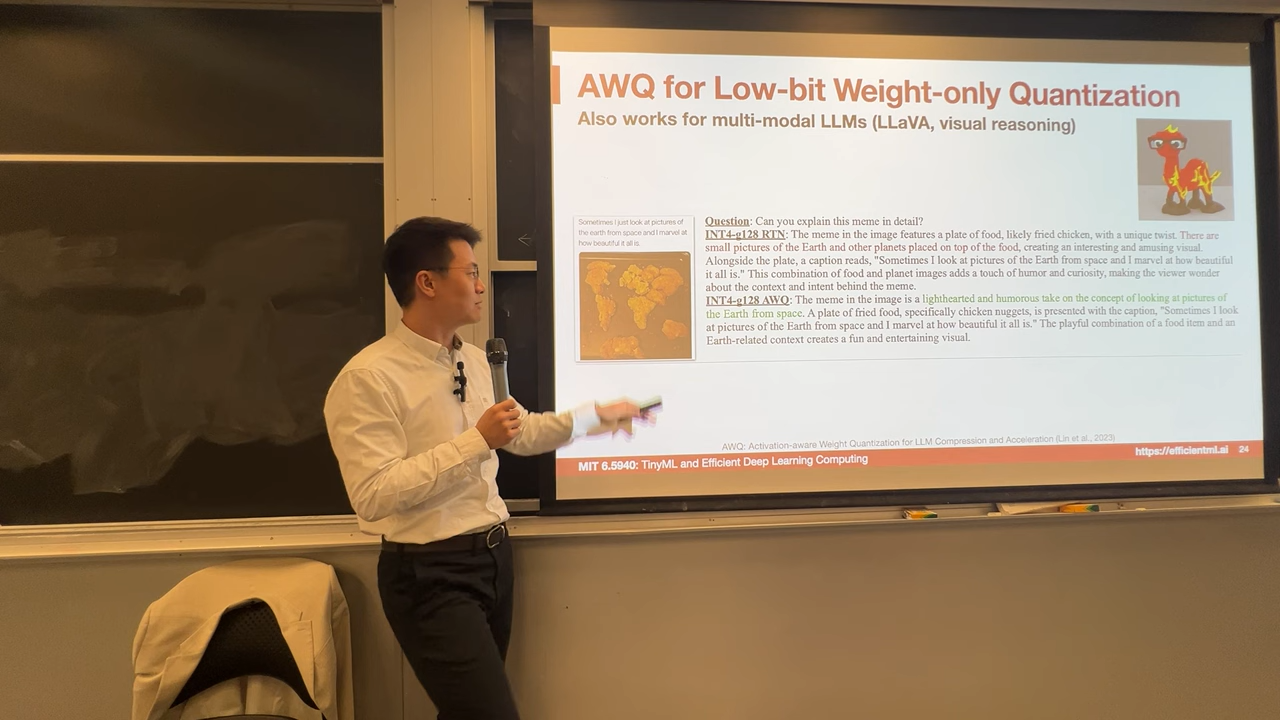 AWQ for Low-bit Weight-only Quantization
Also works for multi-modal LLMs (LLaVA, visual reasoning)
Sometimes I just look at pictures of
the earth from space and I marvel at
how beautiful it all is.
Question: Can you explain this meme in detail?
INT4-g128 RTN: The meme in the image features a plate of food, likely fried chicken, with a unique twist. There are
small pictures of the Earth and other planets placed on top of the food, creating an interesting and amusing visual.
Alongside the plate, a caption reads, "Sometimes I look at pictures of the Earth from space and I marvel at how beautiful
it all is." This combination of food and planet images adds a touch of humor and curiosity, making the viewer wonder
about the context and intent behind the meme.
INT4-g128 AWQ: The meme in the image is a lighthearted and humorous take on the concept of looking at pictures of
the Earth from space. A plate of fried food, specifically chicken nuggets, is presented with the caption, "Sometimes I look
at pictures of the Earth from space and I marvel at how beautiful it all is." The playful combination of a food item and an
Earth-related context creates a fun and entertaining visual.
AWQ: Activation-aware Weight Quantization for LLM Compression and Acceleration (Lin et al., 2023)
MIT 6.5940: TinyML and Efficient Deep Learning Computing
https://efficientml.ai 24